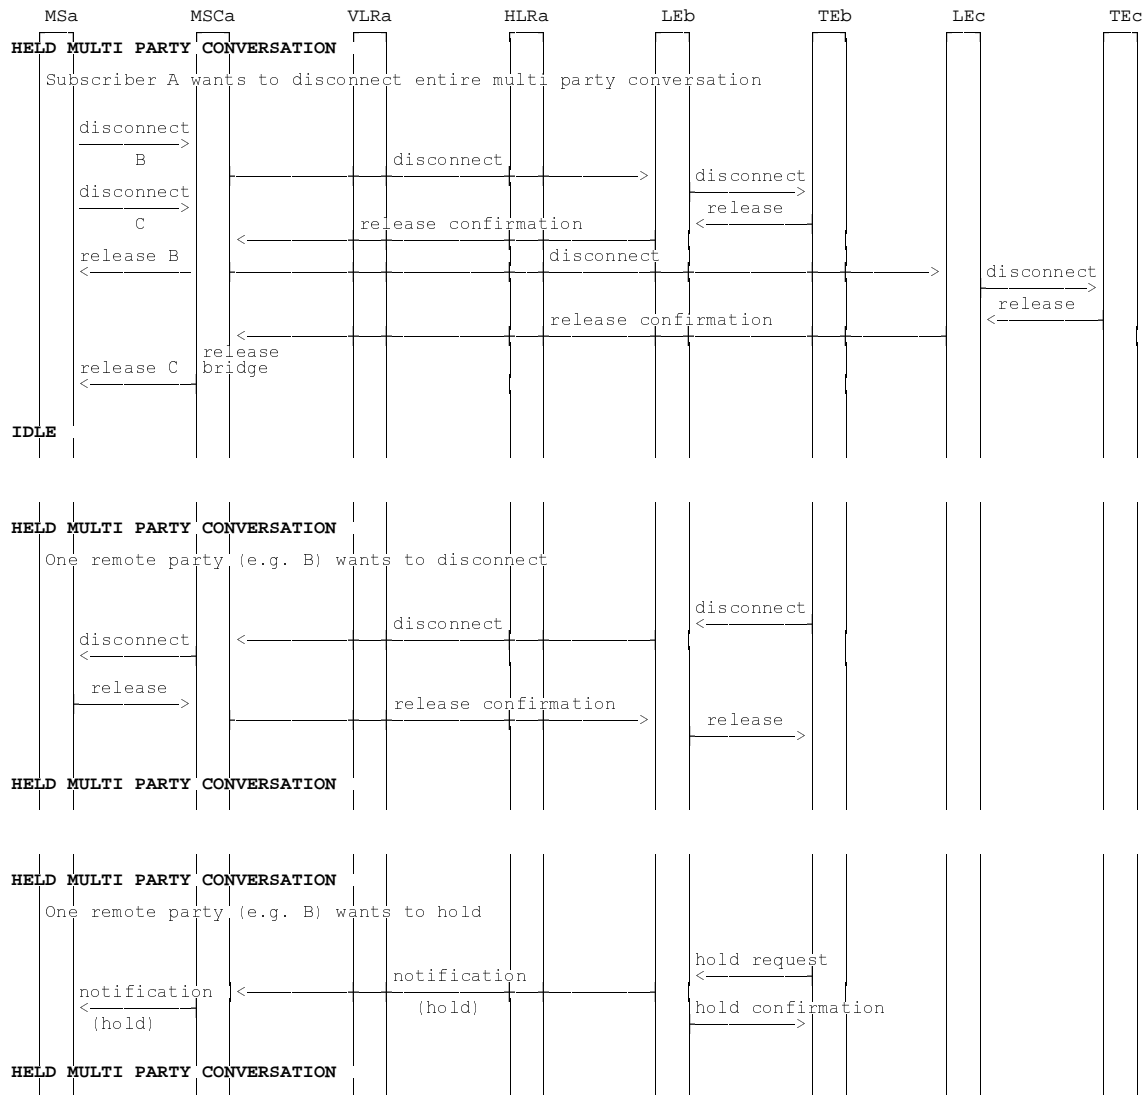 MSa MSCa VLRa HLRa LEb TEb LEc TEc
HELD MULTI PARTY CONVERSATION
Subscriber A wants to disconnect entire multi party conversation
disconnect
B
disconnect
disconnect
disconnect
C
release
release confirmation
release B
disconnect
disconnect
release
release confirmation
release
bridge
release C
IDLE
HELD MULTI PARTY CONVERSATION
One remote party (e.g. B) wants to disconnect
disconnect
disconnect
disconnect
release
release confirmation
release
HELD MULTI PARTY CONVERSATION
HELD MULTI PARTY CONVERSATION
One remote party (e.g. B) wants to hold
hold request
notification
notification
(hold)
hold confirmation
(hold)
HELD MULTI PARTY CONVERSATION